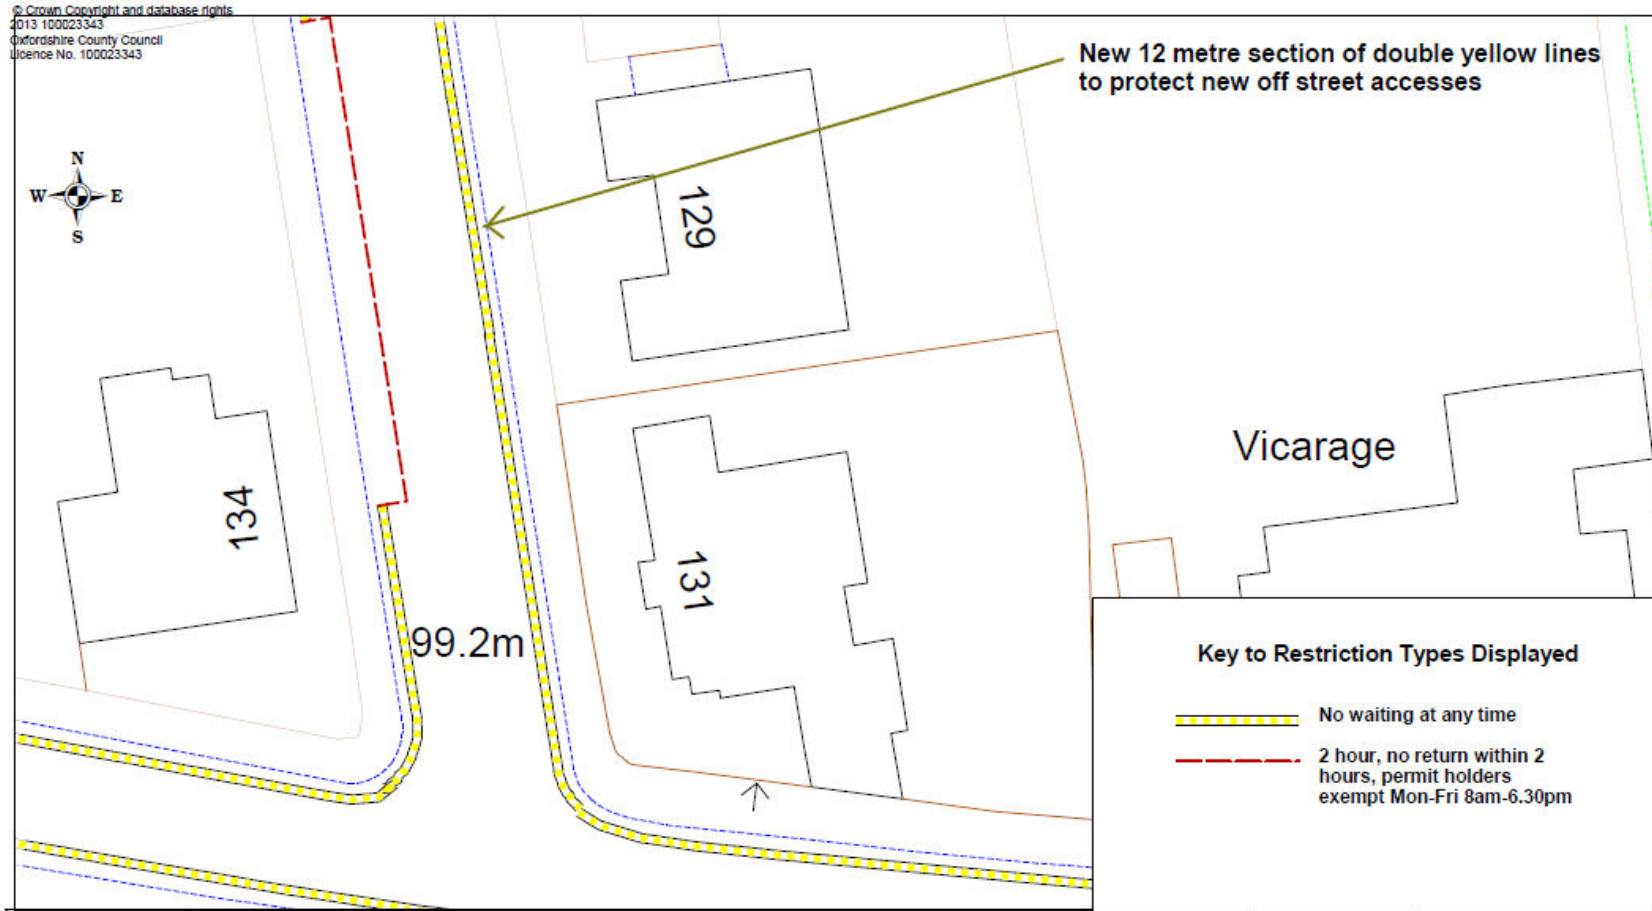 © Crown Copyright and database rights
2013 100023343
Oxfordshire County Council
Licence No. 100023343
New 12 metre section of double yellow lines
to protect new off street accesses
N
W E
S
129
Vicarage
134
131
99.2m
Key to Restriction Types Displayed
No waiting at any time
2 hour, no return within 2
hours, permit holders
exempt Mon-Fri 8am-6.30pm